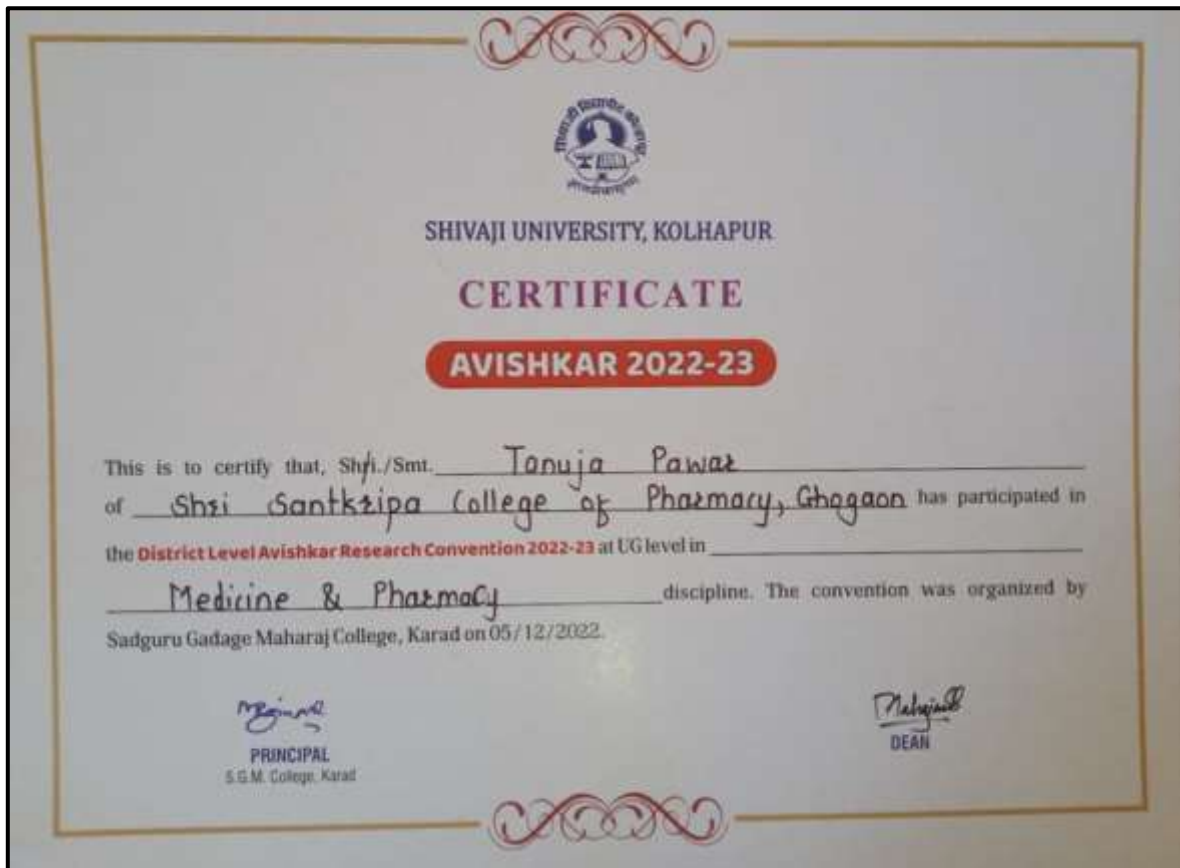 शिवाजी विद्यापीठ कोल्हापूर
SHIVAJI UNIVERSITY, KOLHAPUR
CERTIFICATE
AVISHKAR 2022-23
This is to certify that, Shri./Smt. Tanuja Pawar
of Shri Santkripa College of Pharmacy, Ghogaon has participated in
the District Level Avishkar Research Convention 2022-23 at UG level in
Medicine & Pharmacy discipline. The convention was organized by
Sadguru Gadage Maharaj College, Karad on 05/12/2022.
PRINCIPAL
S.G.M. College, Karad
DEAN